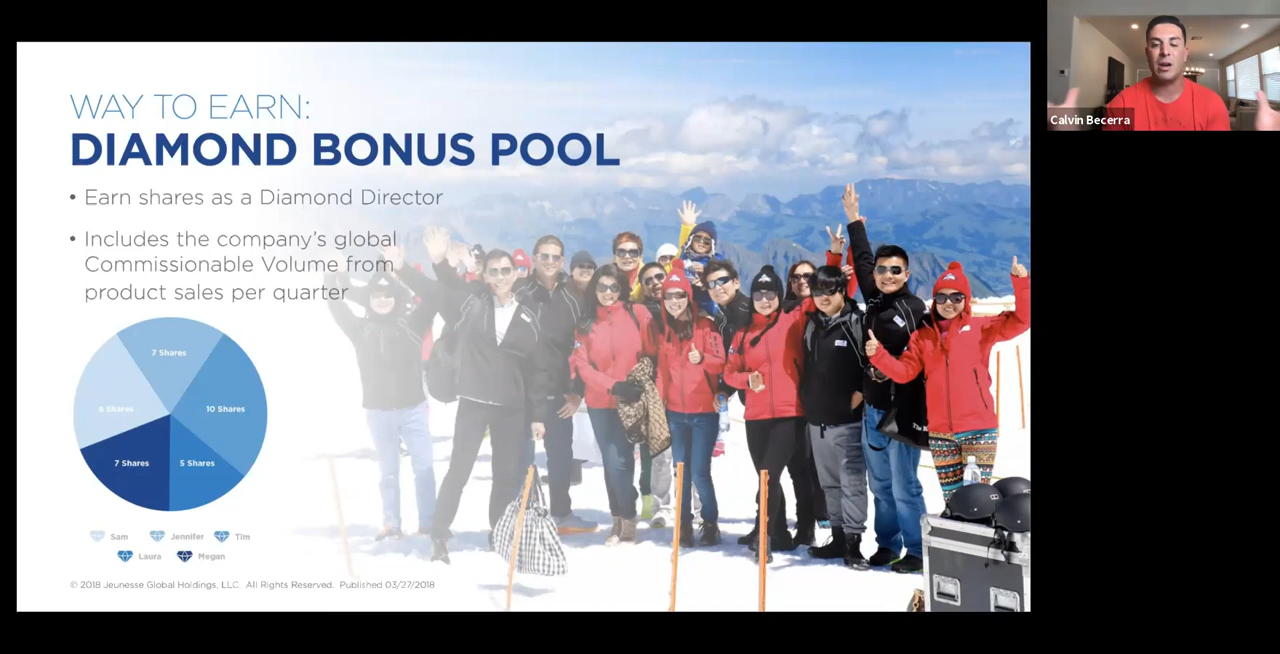 WAY TO EARN:
DIAMOND BONUS POOL
• Earn shares as a Diamond Director
• Includes the company's global
Commissionable Volume from
product sales per quarter
7 Shares
6 Shares
10 Shares
7 Shares
5 Shares
Sam
Jennifer
Tim
Laura
Megan
© 2018 Jeunesse Global Holdings, LLC. All Rights Reserved. Published 03/27/2018
Calvin Becerra